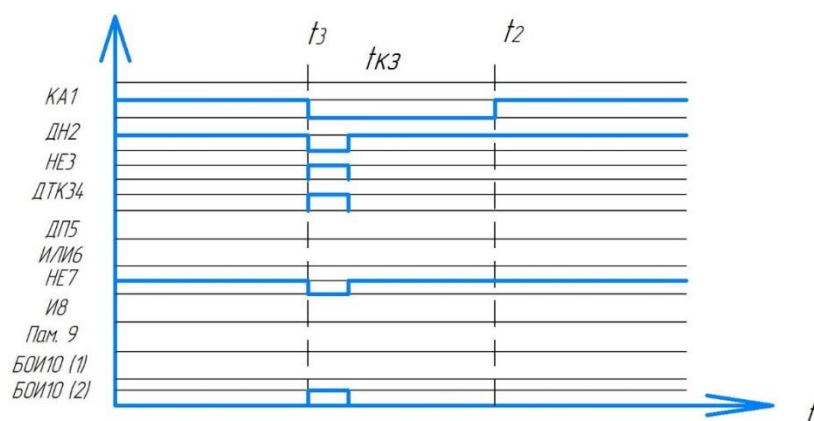 t3
t2
tКЗ
КА1
ДН2
НЕ3
ДТКЗ4
ДП5
ИЛИ6
НЕ7
И8
Пам. 9
БОИ10 (1)
БОИ10 (2)
t